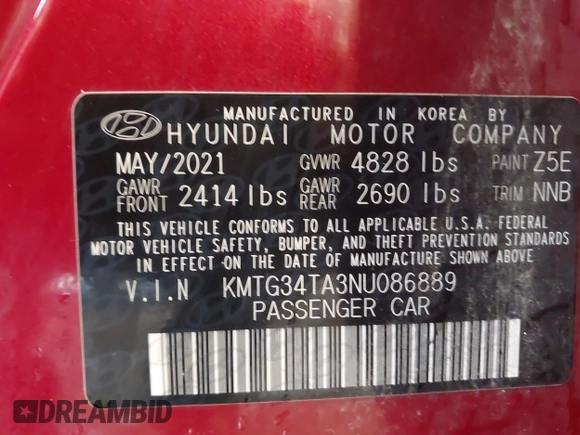 MANUFACTURED IN KOREA BY
HYUNDAI MOTOR COMPANY
MAY/2021 GVWR 4828 lbs PAINT Z5E
GAWR FRONT 2414 lbs GAWR REAR 2690 lbs TRIM NNB
THIS VEHICLE CONFORMS TO ALL APPLICABLE U.S.A. FEDERAL
MOTOR VEHICLE SAFETY, BUMPER, AND THEFT PREVENTION
STANDARDS IN EFFECT ON THE DATE OF MANUFACTURE SHOWN ABOVE.
V.I.N KMTG34TA3NU086889
PASSENGER CAR
DREAMBID